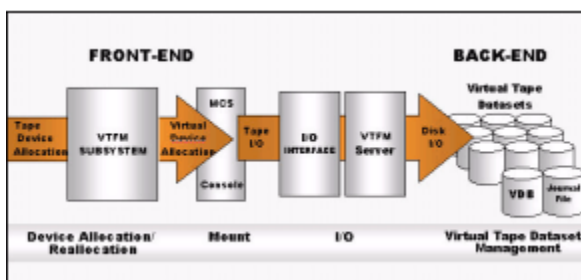 FRONT-END
BACK-END
Virtual Tape
Datasets
Tape
Device
Allocation
VTFM
SUBSYSTEM
Virtual
Device
Allocation
MCS
Console
Tape
I/O
I/O
INTERFACE
VTFM
Server
Disk
I/O
VDB
Journal
File
Device Allocation/
Reallocation
Mount
I/O
Virtual Tape Dataset
Management